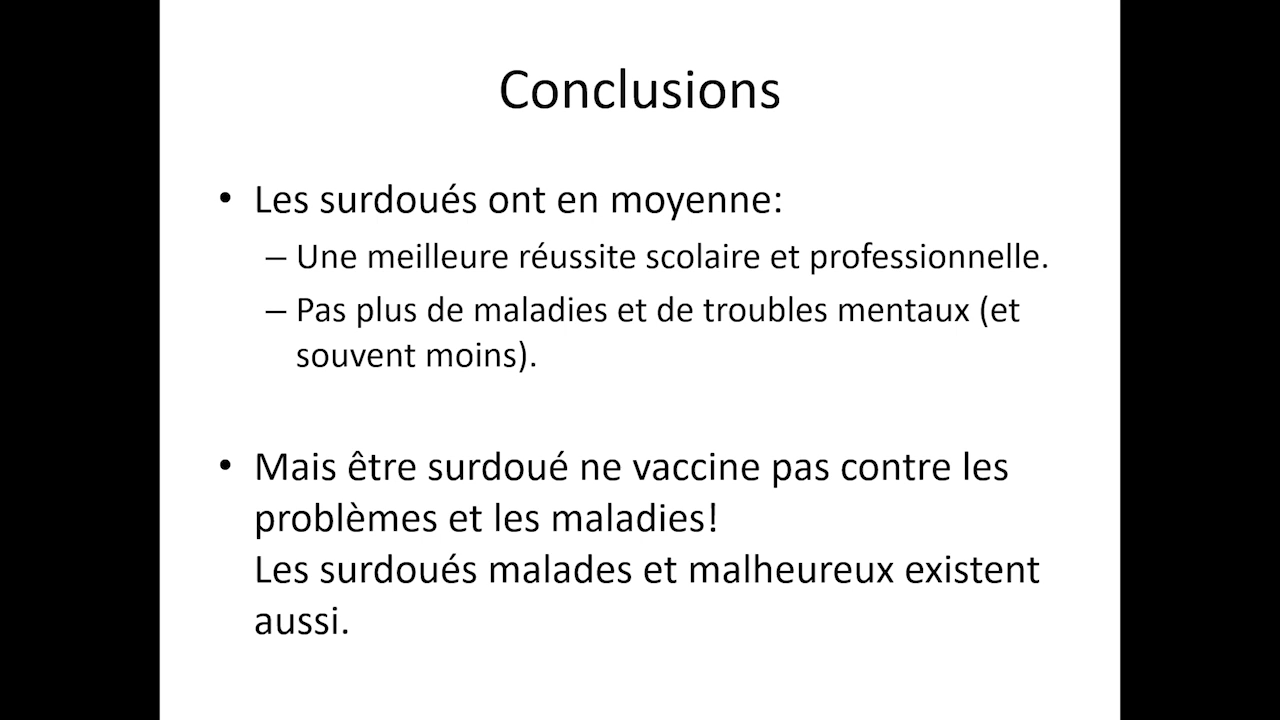 Conclusions
• Les surdoués ont en moyenne:
– Une meilleure réussite scolaire et professionnelle.
– Pas plus de maladies et de troubles mentaux (et
souvent moins).
• Mais être surdoué ne vaccine pas contre les
problèmes et les maladies!
Les surdoués malades et malheureux existent
aussi.